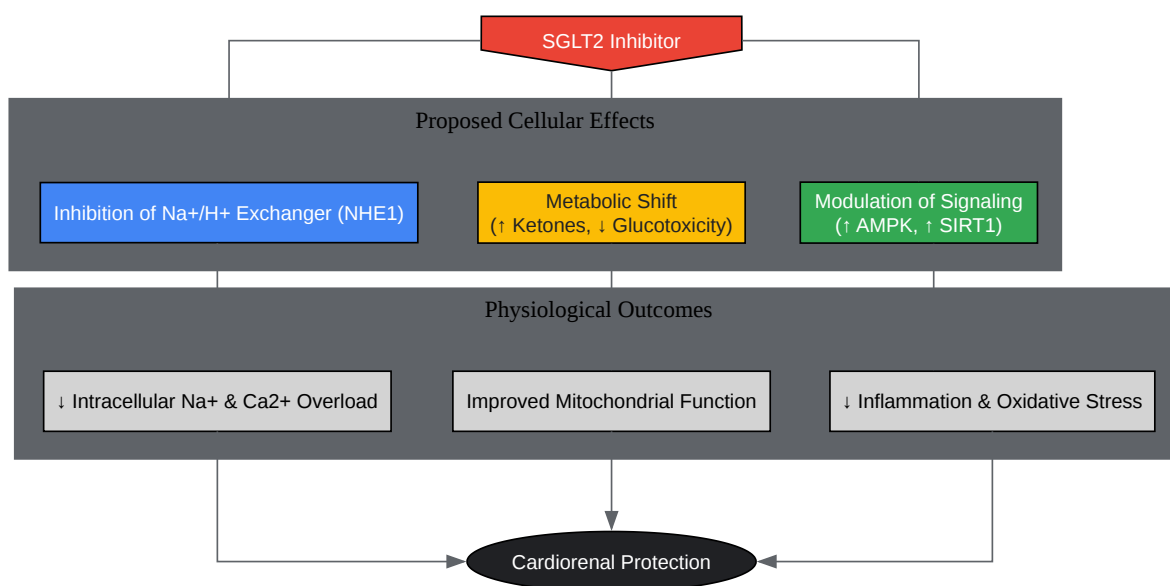 SGLT2 Inhibitor
Proposed Cellular Effects
Inhibition of Na+/H+ Exchanger (NHE1)
Metabolic Shift
(↑ Ketones, ↓ Glucotoxicity)
Modulation of Signaling
(↑ AMPK, ↑ SIRT1)
Physiological Outcomes
↓ Intracellular Na+ & Ca2+ Overload
Improved Mitochondrial Function
↓ Inflammation & Oxidative Stress
Cardiorenal Protection